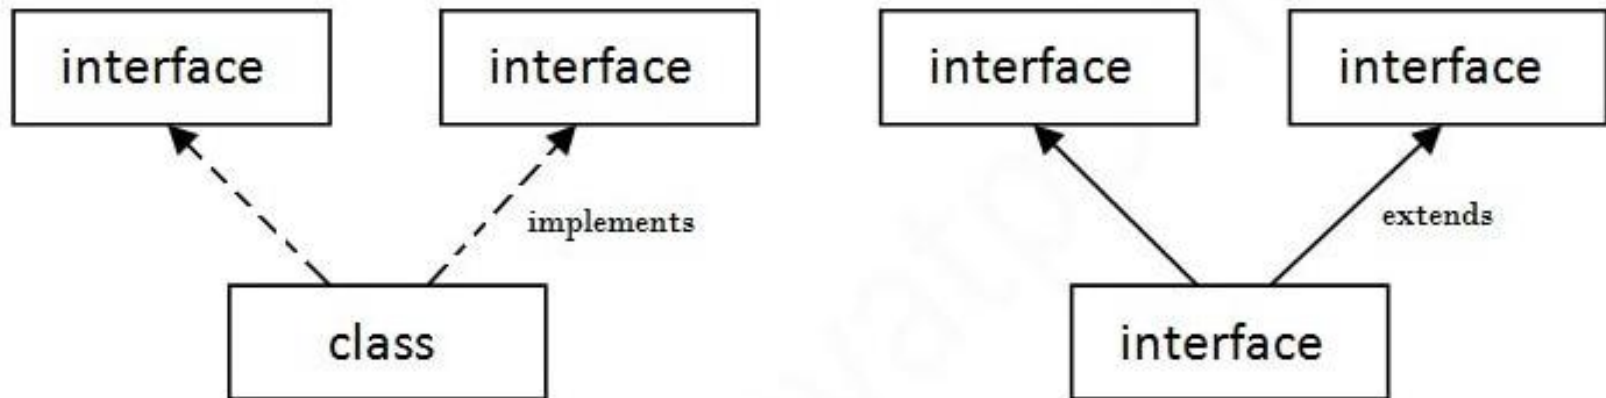 interface interface interface interface
implements
extends
class interface